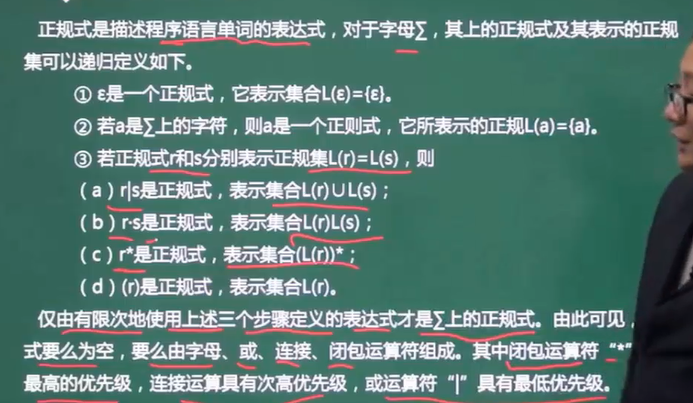 正规式是描述程序语言单词的表达式，对于字母∑，其上的正规式及其表示的正规
集可以递归定义如下。
① ε是一个正规式，它表示集合L(ε)={ε}。
② 若a是∑上的字符，则a是一个正则式，它所表示的正规L(a)={a}。
③ 若正规式r和s分别表示正规集L(r)=L(s)，则
（a）r|s是正规式，表示集合L(r)∪L(s)；
（b）r·s是正规式，表示集合L(r)L(s)；
（c）r*是正规式，表示集合(L(r))*；
（d）(r)是正规式，表示集合L(r)。
仅由有限次地使用上述三个步骤定义的表达式才是∑上的正规式。由此可见，
式要么为空，要么由字母、或、连接、闭包运算符组成。其中闭包运算符“*”
最高的优先级，连接运算具有次高优先级，或运算符“|”具有最低优先级。